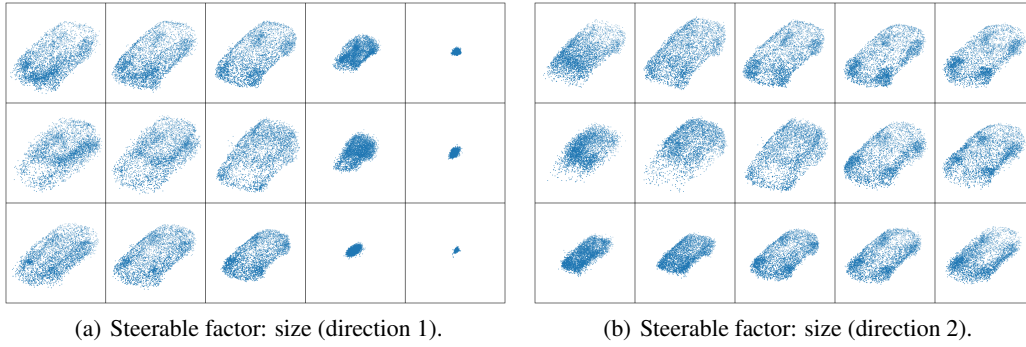 (a) Steerable factor: size (direction 1).
(b) Steerable factor: size (direction 2).